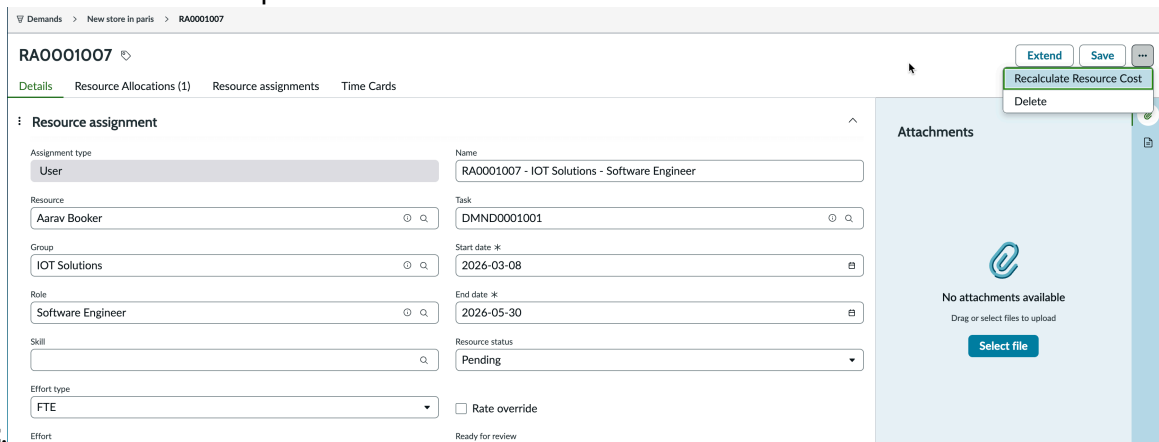 Demands > New store in paris > RA0001007
RA0001007
Extend
Save
Recalculate Resource Cost
Delete
Details
Resource Allocations (1)
Resource assignments
Time Cards
Resource assignment
Assignment type
User
Name
RA0001007 - IOT Solutions - Software Engineer
Resource
Aarav Booker
Task
DMND0001001
Group
IOT Solutions
Start date *
2026-03-08
Role
Software Engineer
End date *
2026-05-30
Skill
Resource status
Pending
Effort type
FTE
Rate override
Effort
Ready for review
Attachments
No attachments available
Drag or select files to upload
Select file